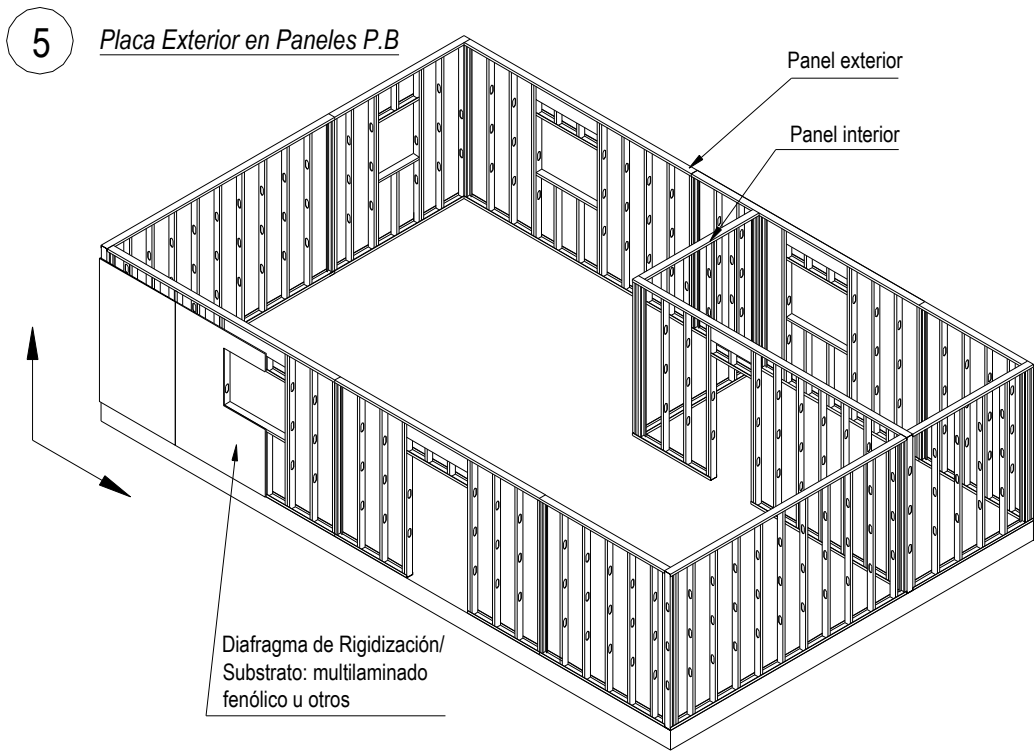 5
Placa Exterior en Paneles P.B
Panel exterior
Panel interior
Diafragma de Rigidización/
Substrato: multilaminado
fenólico u otros